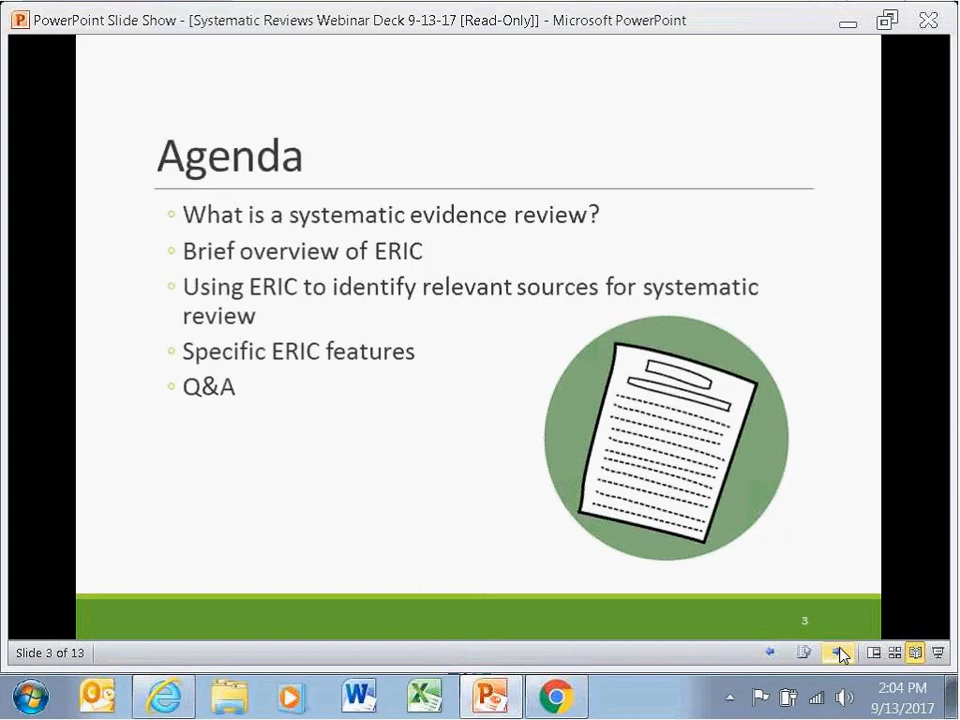 PowerPoint Slide Show - [Systematic Reviews Webinar Deck 9-13-17 [Read-Only]] - Microsoft PowerPoint
Agenda
◦ What is a systematic evidence review?
◦ Brief overview of ERIC
◦ Using ERIC to identify relevant sources for systematic
review
◦ Specific ERIC features
◦ Q&A
3
Slide 3 of 13
2:04 PM
9/13/2017